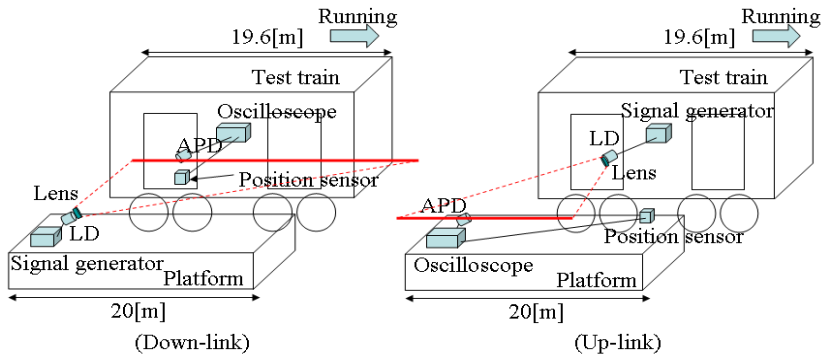 Running
19.6[m]
Test train
Oscilloscope
APD
Position sensor
Lens
LD
Signal generator
Platform
20[m]
(Down-link)
Running
19.6[m]
Test train
Signal generator
LD
Lens
APD
Position sensor
Oscilloscope
Platform
20[m]
(Up-link)